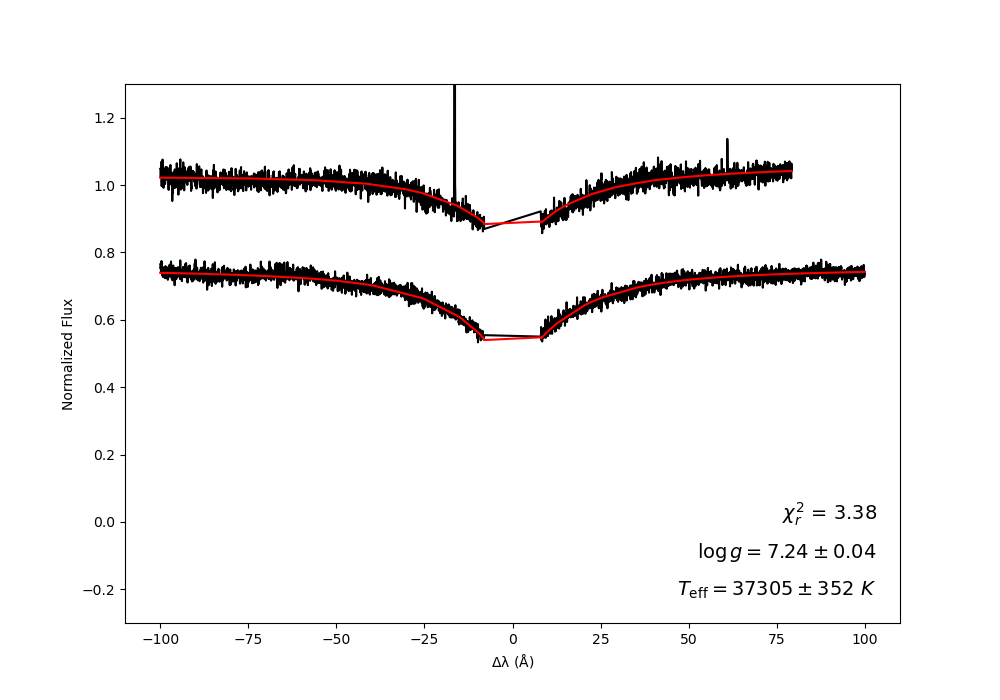 1.2
1.0
0.8
0.6
0.4
0.2
0.0
−0.2
Normalized Flux
χ²ᵣ = 3.38
log g = 7.24 ± 0.04
T_eff = 37305 ± 352 K
−100 −75 −50 −25 0 25 50 75 100
Δλ (Å)